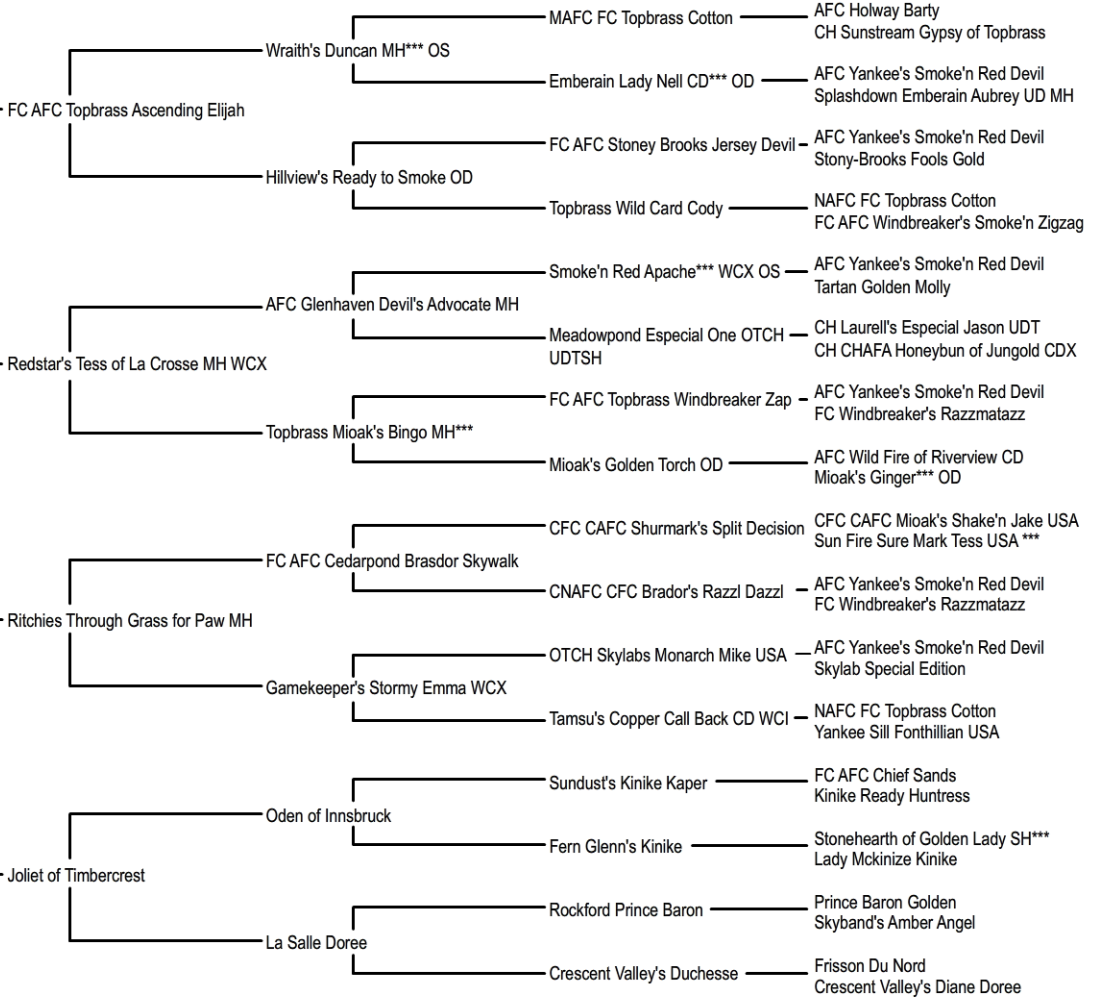 MAFC FC Topbrass Cotton
AFC Holway Barty
CH Sunstream Gypsy of Topbrass
Wraith's Duncan MH*** OS
Emberain Lady Nell CD*** OD
AFC Yankee's Smoke'n Red Devil
Splashdown Emberain Aubrey UD MH
FC AFC Topbrass Ascending Elijah
FC AFC Stoney Brooks Jersey Devil
AFC Yankee's Smoke'n Red Devil
Stony-Brooks Fools Gold
Hillview's Ready to Smoke OD
Topbrass Wild Card Cody
NAFC FC Topbrass Cotton
FC AFC Windbreaker's Smoke'n Zigzag
Smoke'n Red Apache*** WCX OS
AFC Yankee's Smoke'n Red Devil
Tartan Golden Molly
AFC Glenhaven Devil's Advocate MH
Meadowpond Especial One OTCH
UDTSH
CH Laurell's Especial Jason UDT
CH CHAFA Honeybun of Jungold CDX
Redstar's Tess of La Crosse MH WCX
FC AFC Topbrass Windbreaker Zap
AFC Yankee's Smoke'n Red Devil
FC Windbreaker's Razzmatazz
Topbrass Mioak's Bingo MH***
Mioak's Golden Torch OD
AFC Wild Fire of Riverview CD
Mioak's Ginger*** OD
CFC CAFC Shurmark's Split Decision
CFC CAFC Mioak's Shake'n Jake USA
Sun Fire Sure Mark Tess USA ***
FC AFC Cedarpond Brasdor Skywalk
CNAFC CFC Brador's Razzl Dazzl
AFC Yankee's Smoke'n Red Devil
FC Windbreaker's Razzmatazz
Ritchies Through Grass for Paw MH
OTCH Skylabs Monarch Mike USA
AFC Yankee's Smoke'n Red Devil
Skylab Special Edition
Gamekeeper's Stormy Emma WCX
Tamsu's Copper Call Back CD WCI
NAFC FC Topbrass Cotton
Yankee Sill Fonthillian USA
Sundust's Kinike Kaper
FC AFC Chief Sands
Kinike Ready Huntress
Oden of Innsbruck
Fern Glenn's Kinike
Stonehearth of Golden Lady SH***
Lady Mckinize Kinike
Joliet of Timbercrest
Rockford Prince Baron
Prince Baron Golden
Skyband's Amber Angel
La Salle Doree
Crescent Valley's Duchesse
Frisson Du Nord
Crescent Valley's Diane Doree